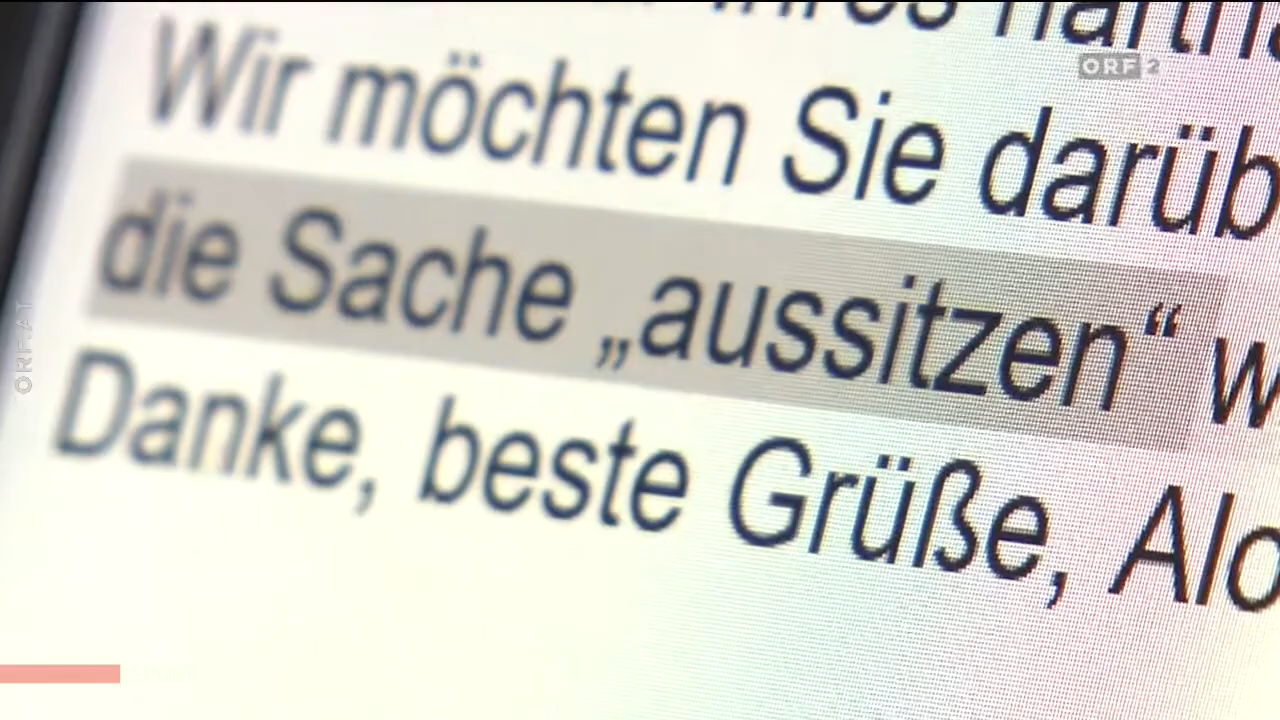 ORF 2
Wir möchten Sie darüb
die Sache „aussitzen“ w
Danke, beste Grüße, Alo
ORF.AT